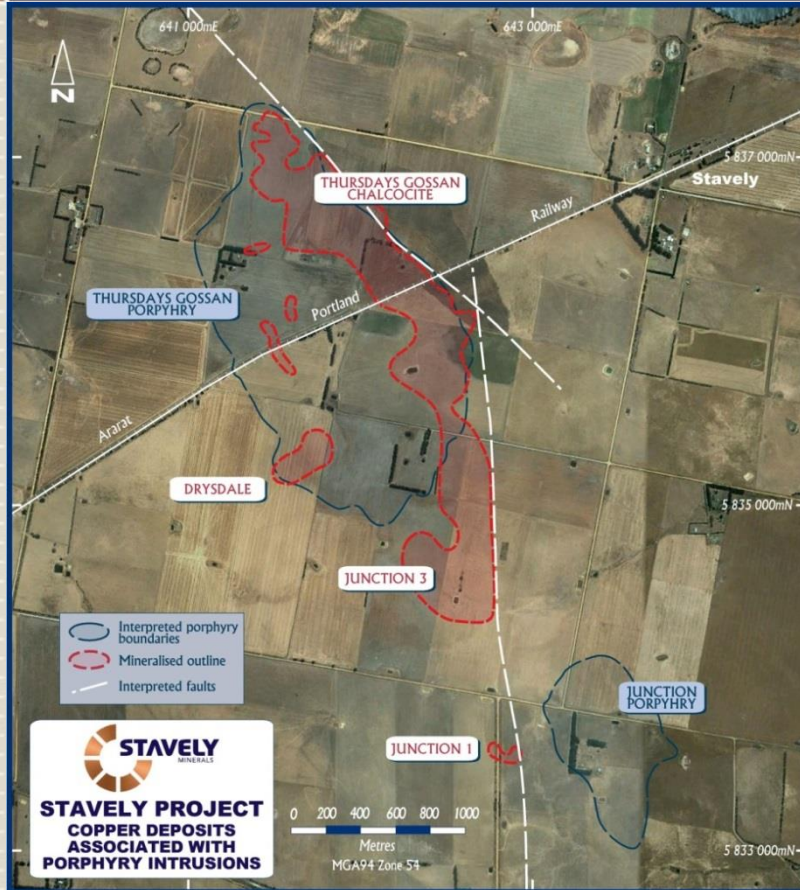 641 000mE
643 000mE
N
5 837 000mN
THURSDAYS GOSSAN
CHALCOCITE
Stavely
Railway
THURSDAYS GOSSAN
PORPYHRY
Portland
Ararat
DRYSDALE
5 835 000mN
JUNCTION 3
Interpreted porphyry
boundaries
Mineralised outline
Interpreted faults
JUNCTION
PORPYHRY
JUNCTION 1
STAVELY
MINERALS
STAVELY PROJECT
COPPER DEPOSITS
ASSOCIATED WITH
PORPHYRY INTRUSIONS
0 200 400 600 800 1000
Metres
MGA94 Zone 54
5 833 000mN